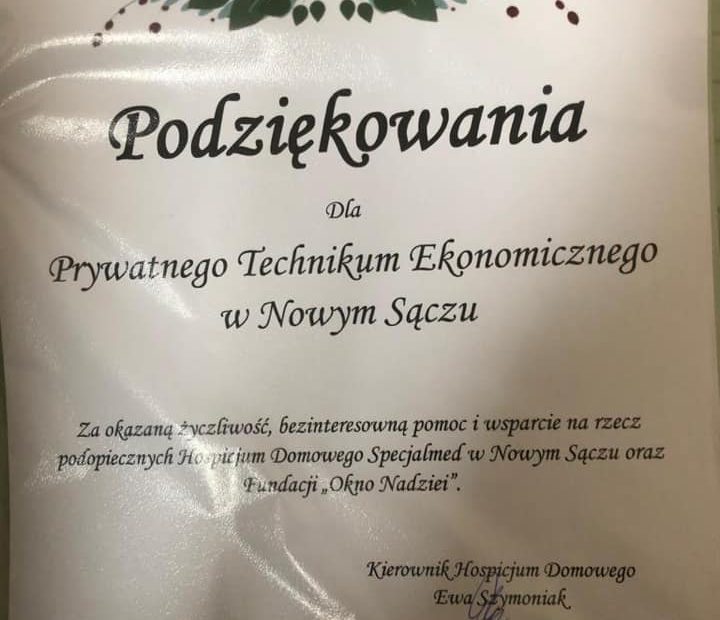 Podziękowania
Dla
Prywatnego Technikum Ekonomicznego
w Nowym Sączu
Za okazaną życzliwość, bezinteresowną pomoc i wsparcie na rzecz
podopiecznych Hospicjum Domowego Specjalmed w Nowym Sączu oraz
Fundacji „Okno Nadziei”.
Kierownik Hospicjum Domowego
Ewa Szymoniak